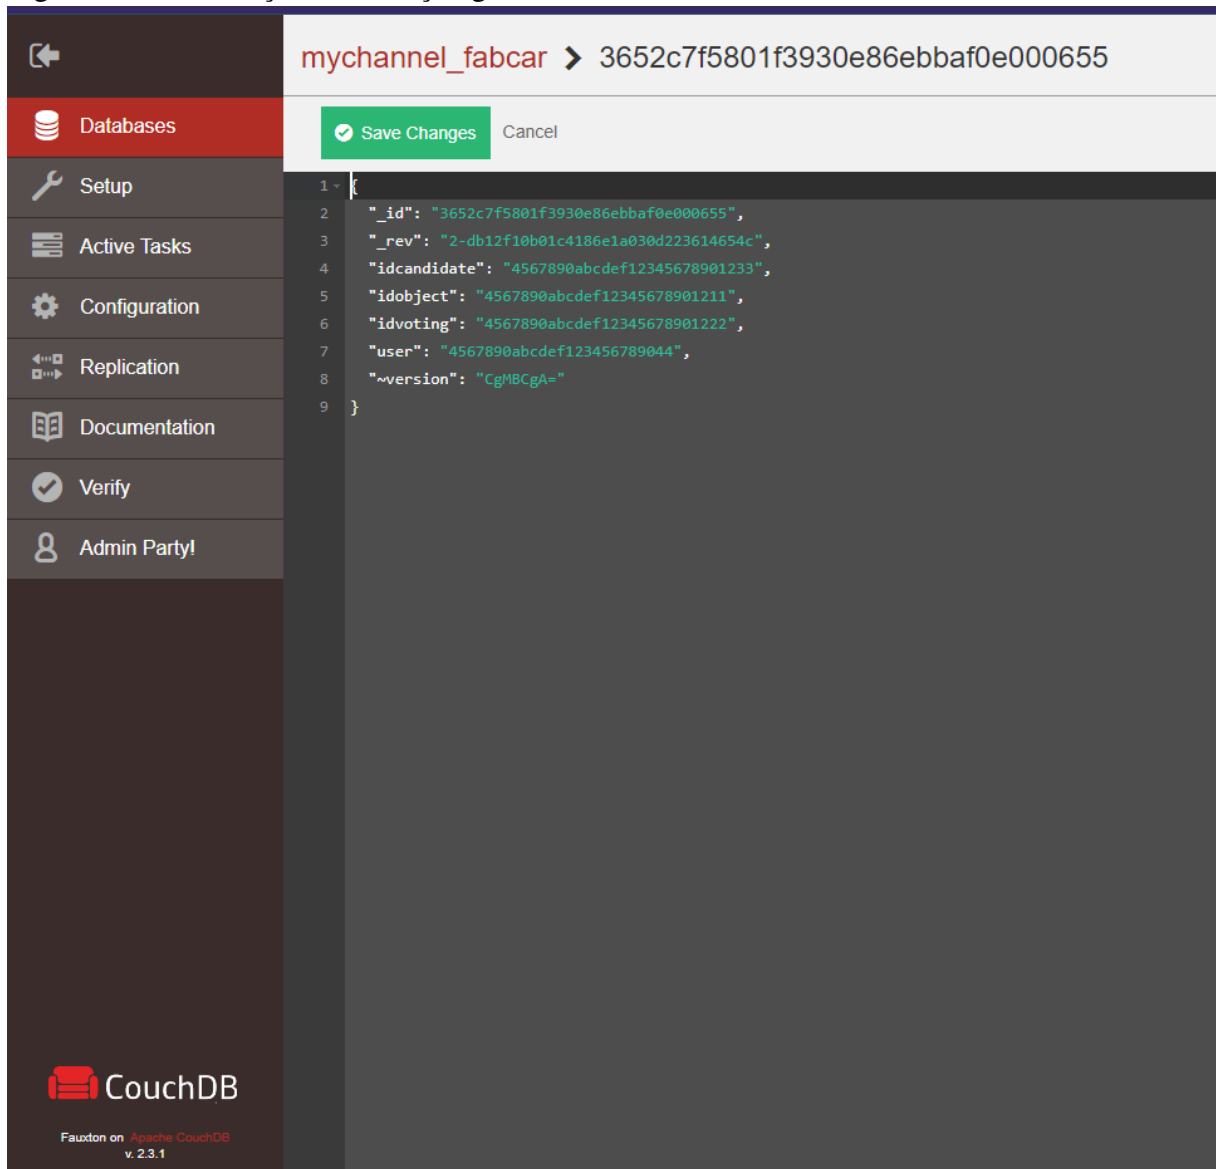 mychannel_fabcar > 3652c7f5801f3930e86ebbaf0e000655
Databases
Save Changes Cancel
Setup
Active Tasks
Configuration
Replication
Documentation
Verify
Admin Party!
1 {
2 "_id": "3652c7f5801f3930e86ebbaf0e000655",
3 "_rev": "2-db12f10b01c4186e1a030d223614654c",
4 "idcandidate": "4567890abcdef12345678901233",
5 "idobject": "4567890abcdef12345678901211",
6 "idvoting": "4567890abcdef12345678901222",
7 "user": "4567890abcdef123456789044",
8 "~version": "CgMBCgA="
9 }
CouchDB
Fauxton on Apache CouchDB
v. 2.3.1